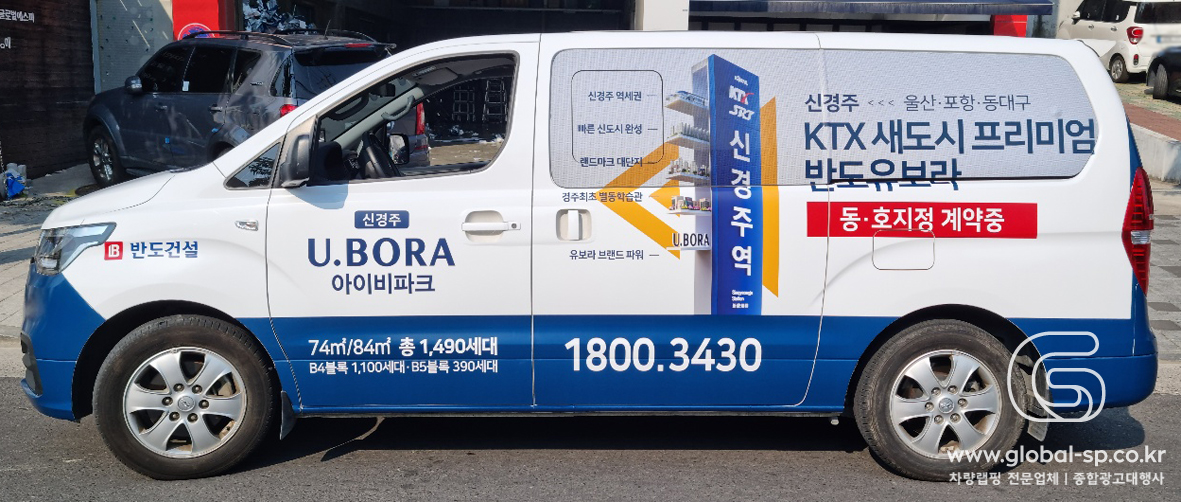 글로벌에스피
신경주 역세권
빠른 신도시 완성
랜드마크 대단지
경주최초 별동학습관
유보라 브랜드 파워
KTX
SRT
신경주역
U.BORA
신경주 <<< 울산·포항·동대구
KTX 새도시 프리미엄
반도유보라
동·호지정 계약중
반도건설
신경주
U.BORA
아이비파크
74㎡/84㎡ 총 1,490세대
B4블록 1,100세대·B5블록 390세대
1800.3430
www.global-sp.co.kr
차량랩핑 전문업체 | 종합광고대행사